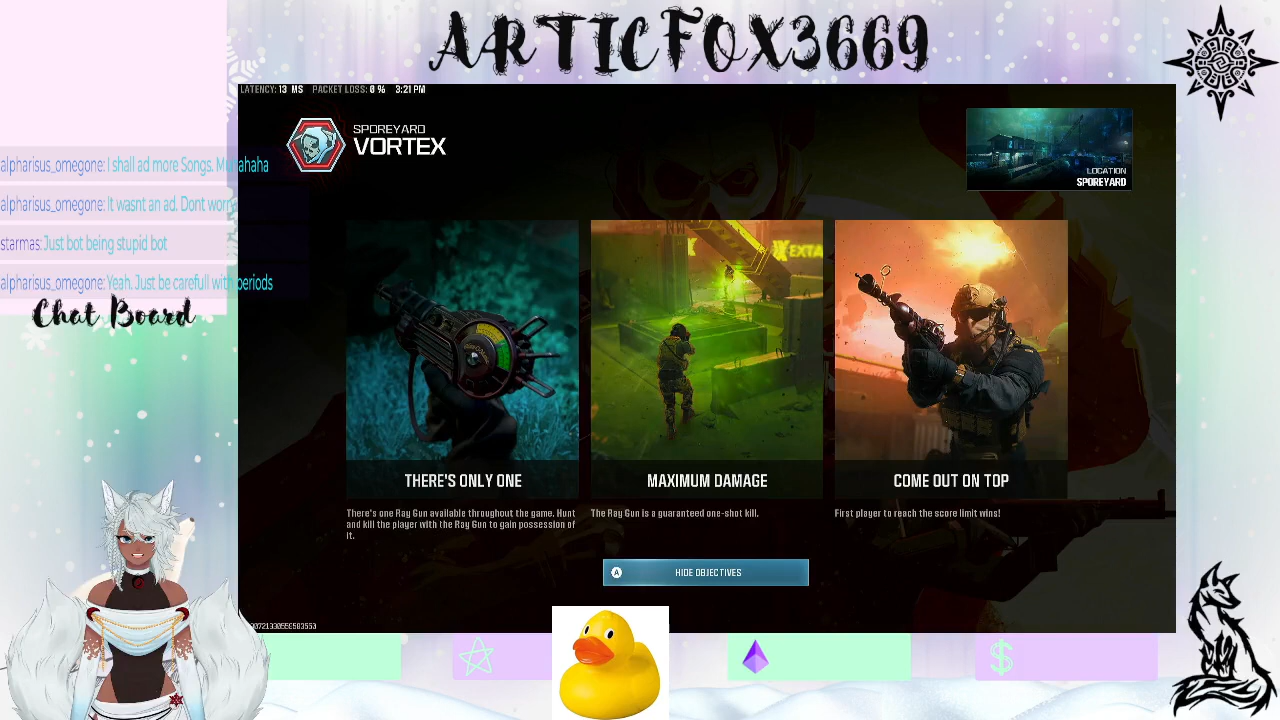 ARTICFOX3669
LATENCY: 13 MS PACKET LOSS: 0 % 3:21 PM
SPOREYARD
VORTEX
LOCATION
SPOREYARD
alpharisus_omegone: I shall ad more Songs. Muahaha
alpharisus_omegone: It wasnt an ad. Dont worry
starmas: Just bot being stupid bot
alpharisus_omegone: Yeah. Just be carefull with periods
Chat Board
EXTA
THERE'S ONLY ONE
MAXIMUM DAMAGE
COME OUT ON TOP
There's one Ray Gun available throughout the game. Hunt
and kill the player with the Ray Gun to gain possession of
it.
The Ray Gun is a guaranteed one-shot kill.
First player to reach the score limit wins!
A HIDE OBJECTIVES
$